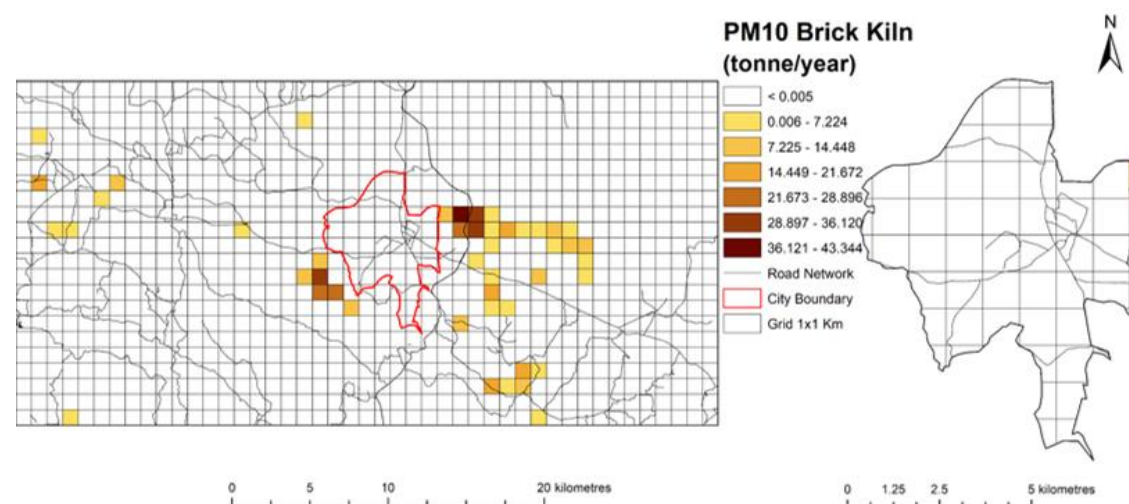 PM10 Brick Kiln
(tonne/year)
< 0.005
0.006 - 7.224
7.225 - 14.448
14.449 - 21.672
21.673 - 28.896
28.897 - 36.120
36.121 - 43.344
Road Network
City Boundary
Grid 1x1 Km
N
0 5 10 20 kilometres
0 1.25 2.5 5 kilometres